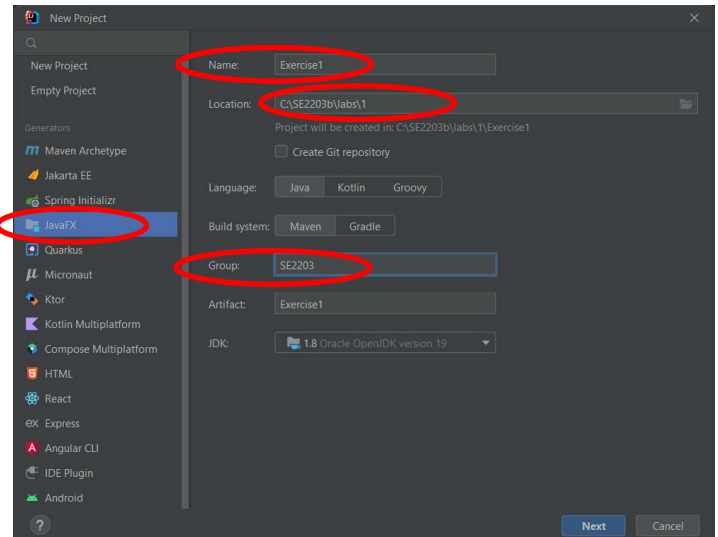 New Project
New Project
Empty Project
Generators
Maven Archetype
Jakarta EE
Spring Initializr
JavaFX
Quarkus
Micronaut
Ktor
Kotlin Multiplatform
Compose Multiplatform
HTML
React
ex Express
Angular CLI
IDE Plugin
Android
?
Name: Exercise1
Location: C:\SE2203b\labs\1
Project will be created in: C:\SE2203b\labs\1\Exercise1
Create Git repository
Language: Java Kotlin Groovy
Build system: Maven Gradle
Group: SE2203
Artifact: Exercise1
JDK: 1.8 Oracle OpenJDK version 19
Next Cancel